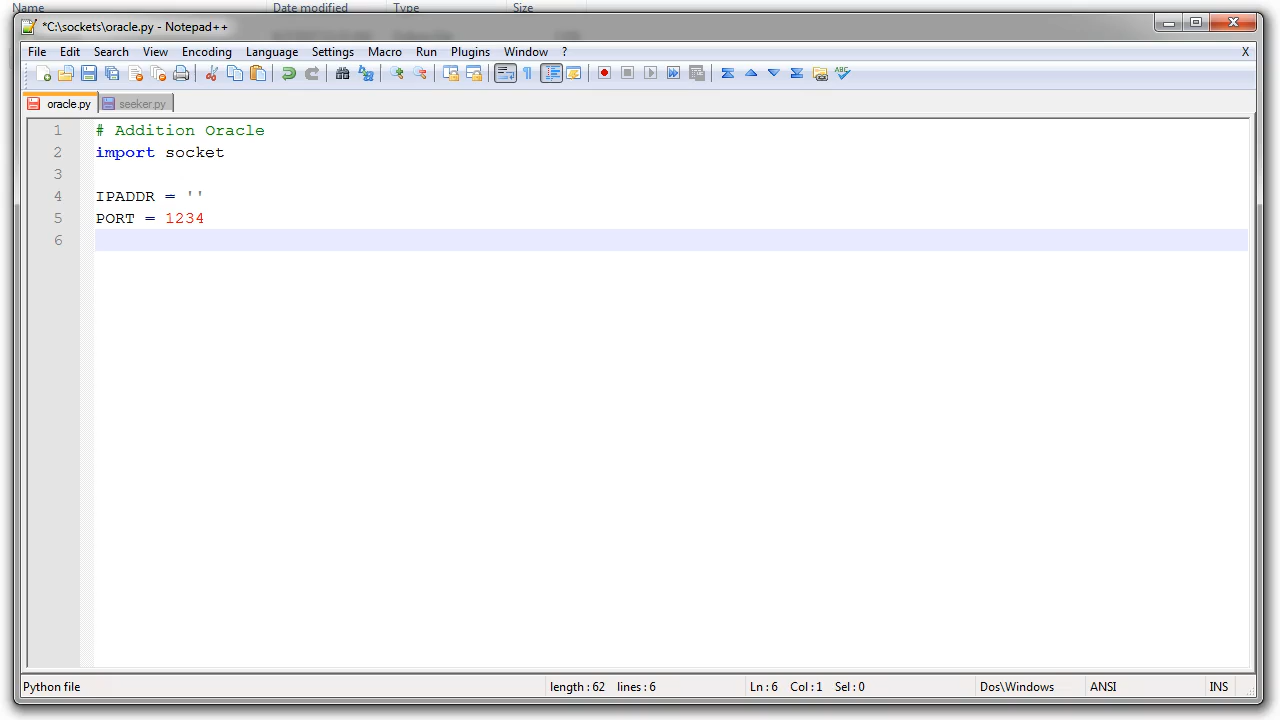 Name Date modified Type Size
*C:\sockets\oracle.py - Notepad++
File Edit Search View Encoding Language Settings Macro Run Plugins Window ? X
oracle.py seeker.py
1 # Addition Oracle
2 import socket
3
4 IPADDR = ''
5 PORT = 1234
6
Python file length : 62 lines : 6 Ln : 6 Col : 1 Sel : 0 Dos\Windows ANSI INS